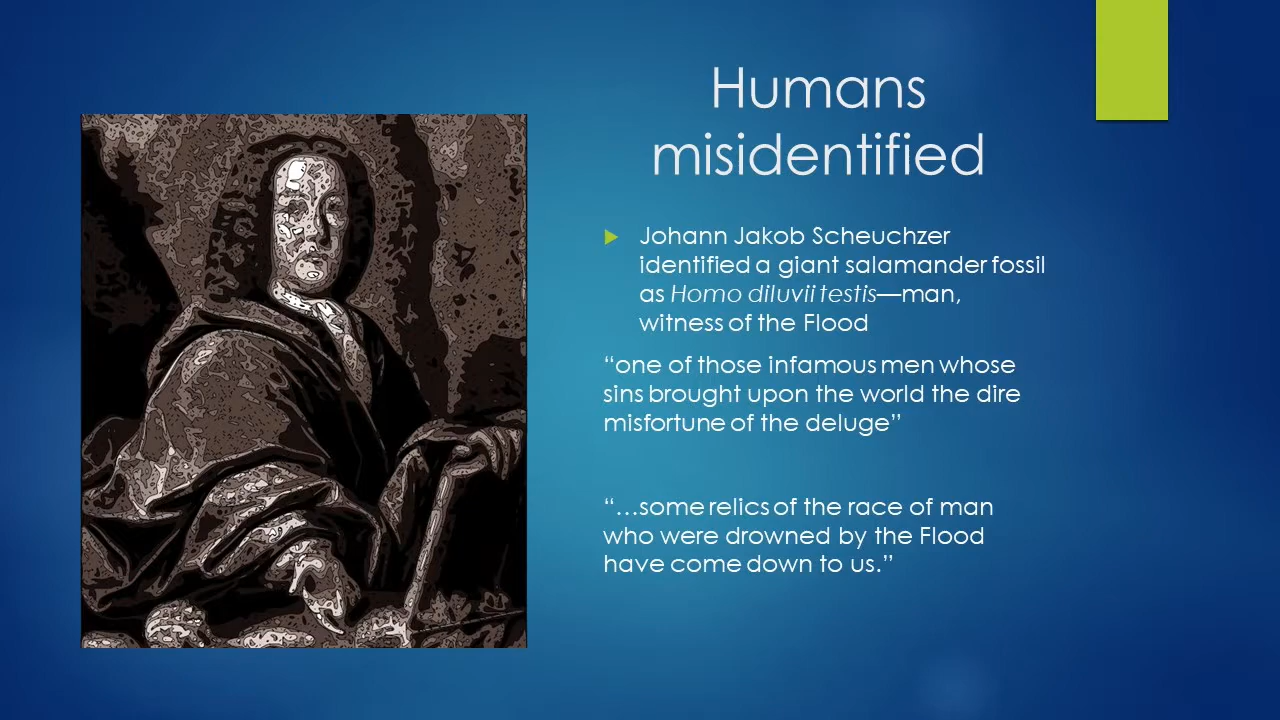 Humans
misidentified
Johann Jakob Scheuchzer
identified a giant salamander fossil
as Homo diluvii testis—man,
witness of the Flood
“one of those infamous men whose
sins brought upon the world the dire
misfortune of the deluge”
“…some relics of the race of man
who were drowned by the Flood
have come down to us.”